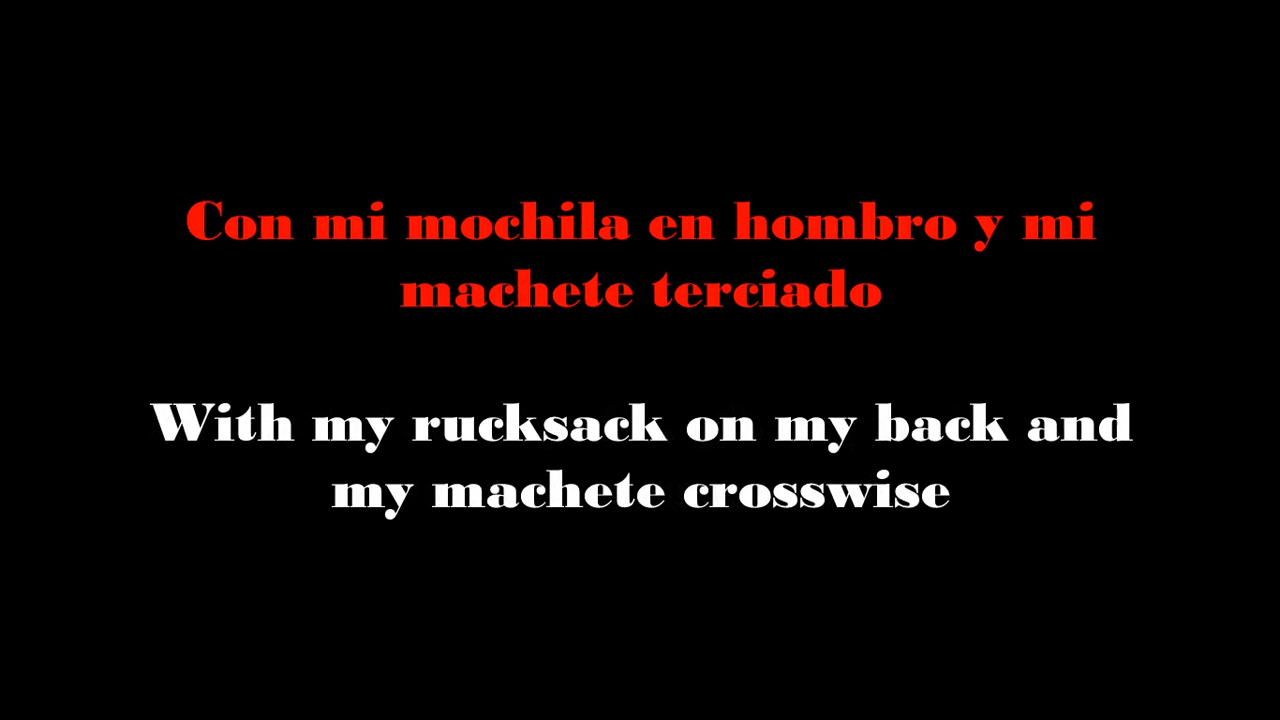 Con mi mochila en hombro y mi
machete terciado
With my rucksack on my back and
my machete crosswise